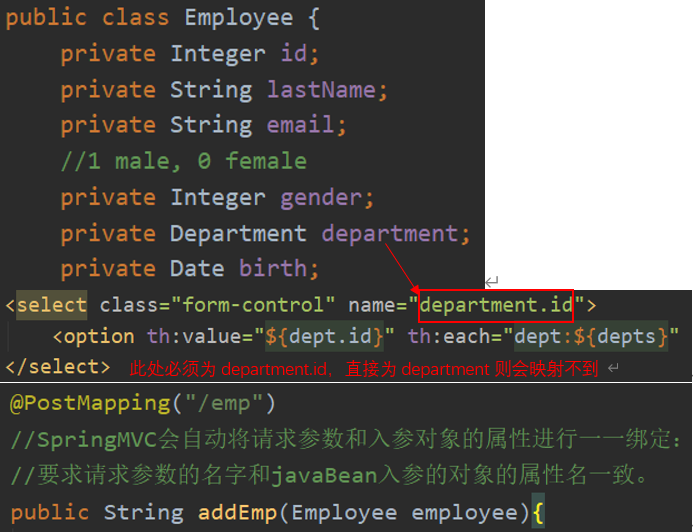 public class Employee {
private Integer id;
private String lastName;
private String email;
//1 male, 0 female
private Integer gender;
private Department department;
private Date birth;
<select class="form-control" name="department.id">
<option th:value="${dept.id}" th:each="dept:${depts}"
</select> 此处必须为 department.id，直接为 department 则会映射不到
@PostMapping("/emp")
//SpringMVC会自动将请求参数和入参对象的属性进行一一绑定：
//要求请求参数的名字和javaBean入参的对象的属性名一致。
public String addEmp(Employee employee){